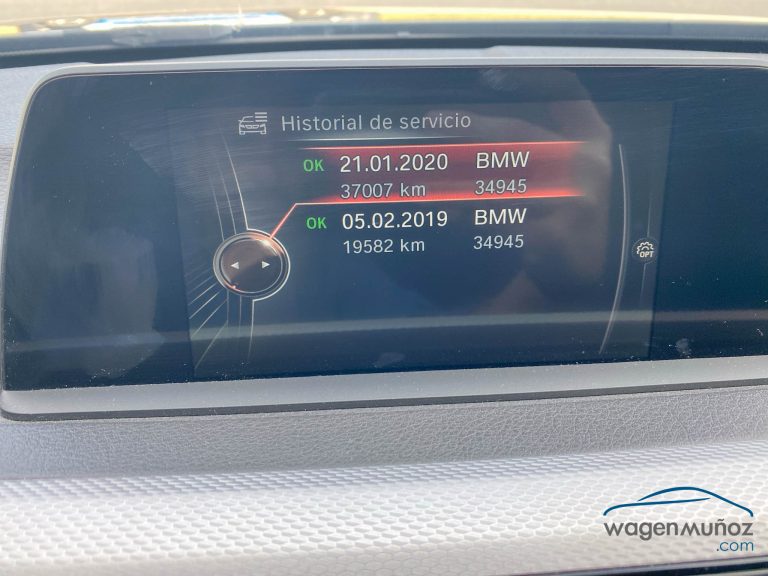 Historial de servicio
OK 21.01.2020 BMW
37007 km 34945
OK 05.02.2019 BMW
19582 km 34945
OPT
wagenmuñoz
.com